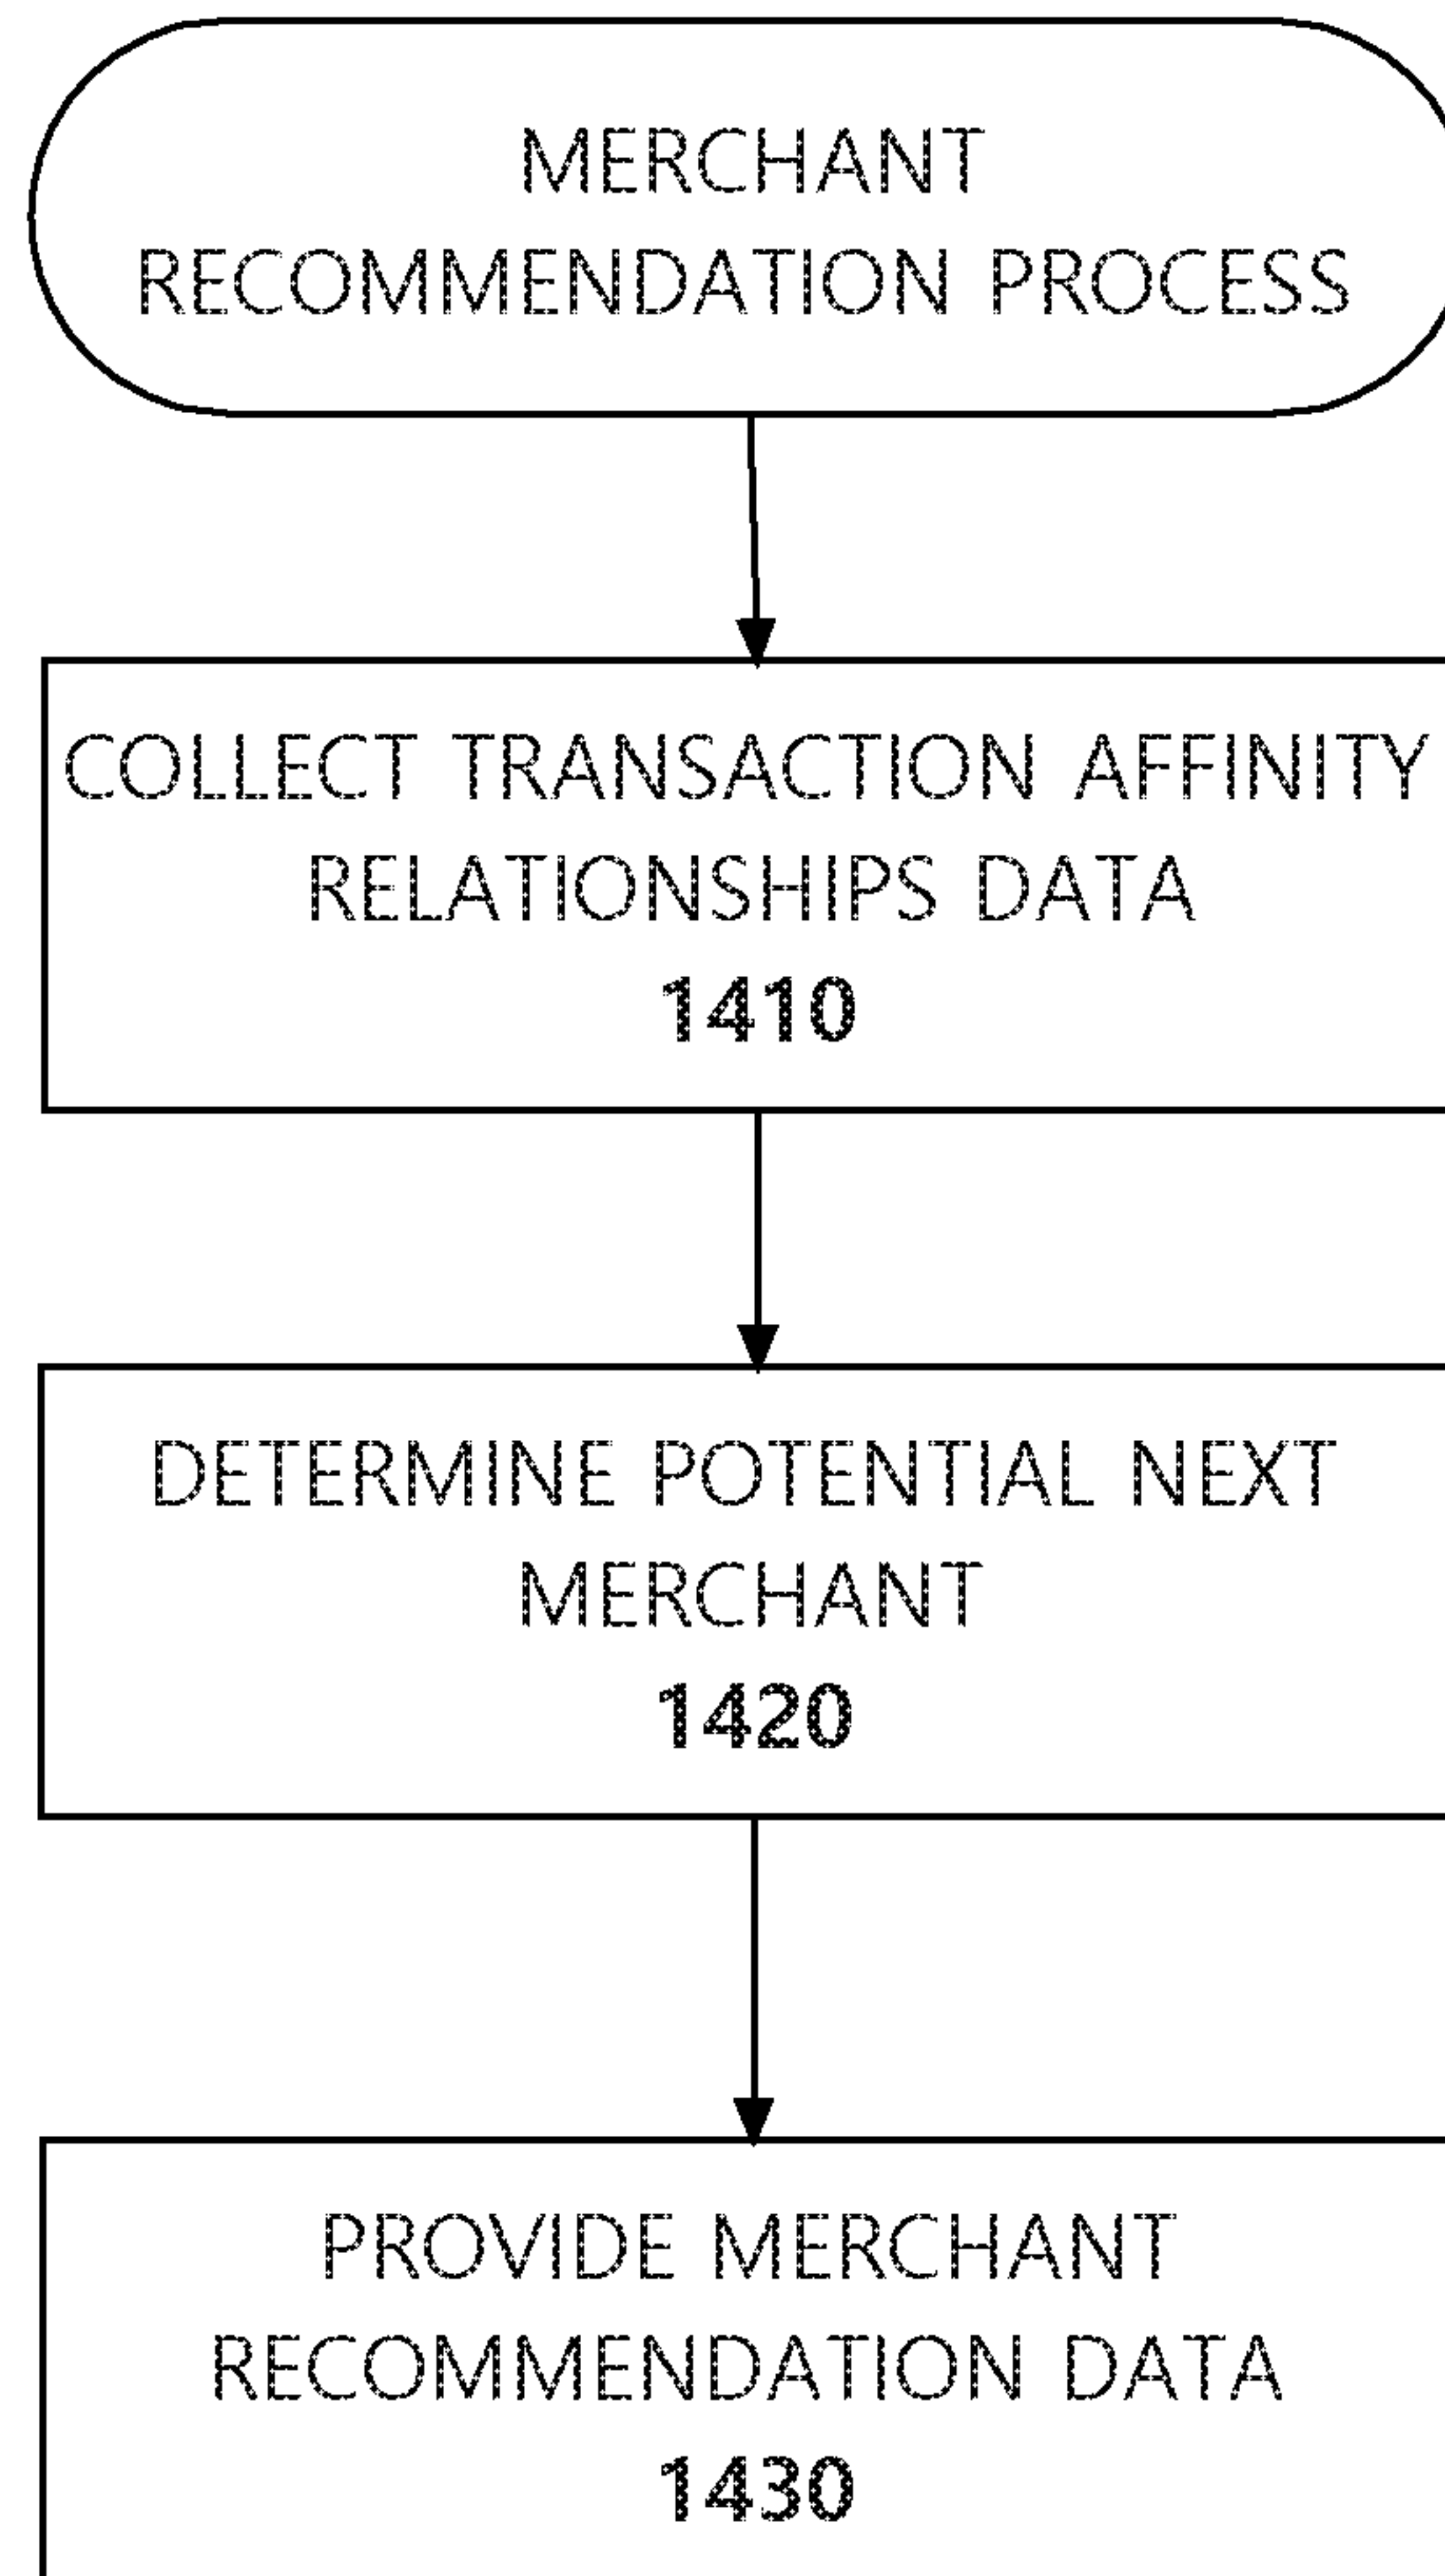 MERCHANT
RECOMMENDATION PROCESS
COLLECT TRANSACTION AFFINITY
RELATIONSHIPS DATA
1410
DETERMINE POTENTIAL NEXT
MERCHANT
1420
PROVIDE MERCHANT
RECOMMENDATION DATA
1430